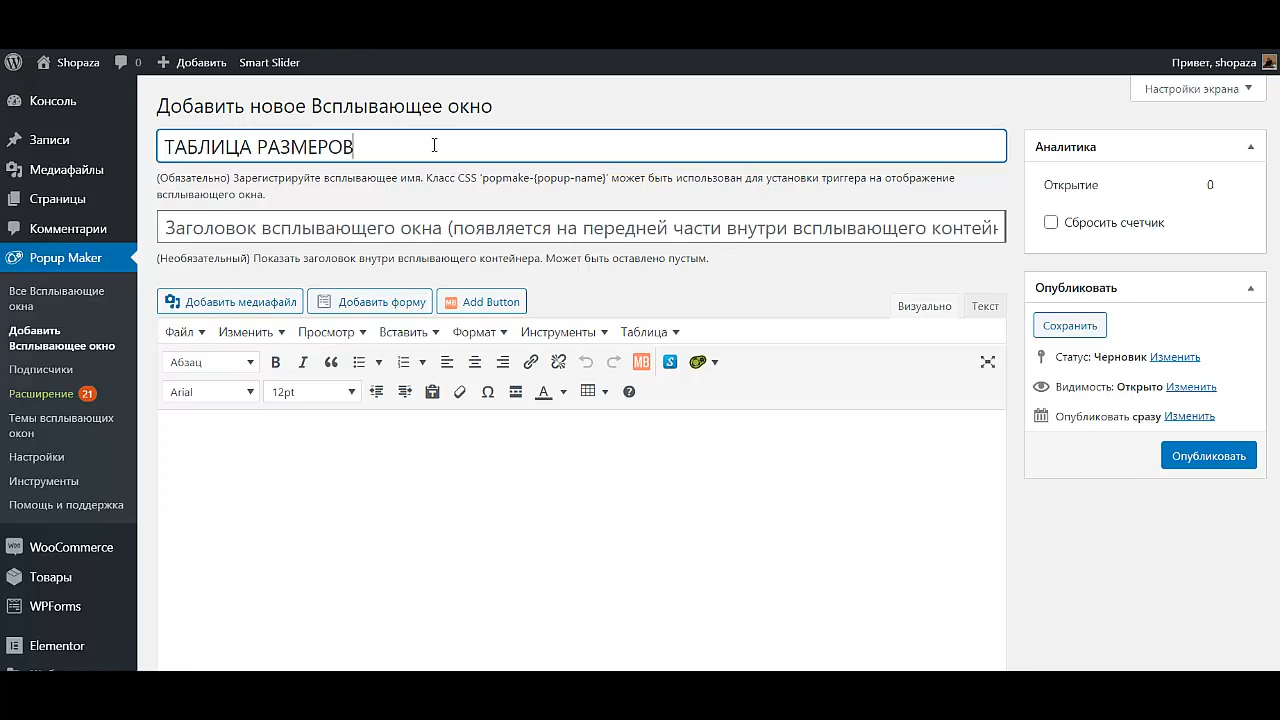 Shopaza 0 Добавить Smart Slider Привет, shopaza
Настройки экрана
Консоль
Записи
Медиафайлы
Страницы
Комментарии
Popup Maker
Все Всплывающие
окна
Добавить
Всплывающее окно
Подписчики
Расширение 21
Темы всплывающих
окон
Настройки
Инструменты
Помощь и поддержка
WooCommerce
Товары
WPForms
Elementor
Добавить новое Всплывающее окно
ТАБЛИЦА РАЗМЕРОВ
(Обязательно) Зарегистрируйте всплывающее имя. Класс CSS 'popmake-{popup-name}' может быть использован для установки триггера на отображение
всплывающего окна.
Заголовок всплывающего окна (появляется на передней части внутри всплывающего контейн
(Необязательный) Показать заголовок внутри всплывающего контейнера. Может быть оставлено пустым.
Добавить медиафайл Добавить форму MB Add Button
Визуально Текст
Файл Изменить Просмотр Вставить Формат Инструменты Таблица
Абзац B I MB S
Arial 12pt Ω A
Аналитика
Открытие 0
Сбросить счетчик
Опубликовать
Сохранить
Статус: Черновик Изменить
Видимость: Открыто Изменить
Опубликовать сразу Изменить
Опубликовать